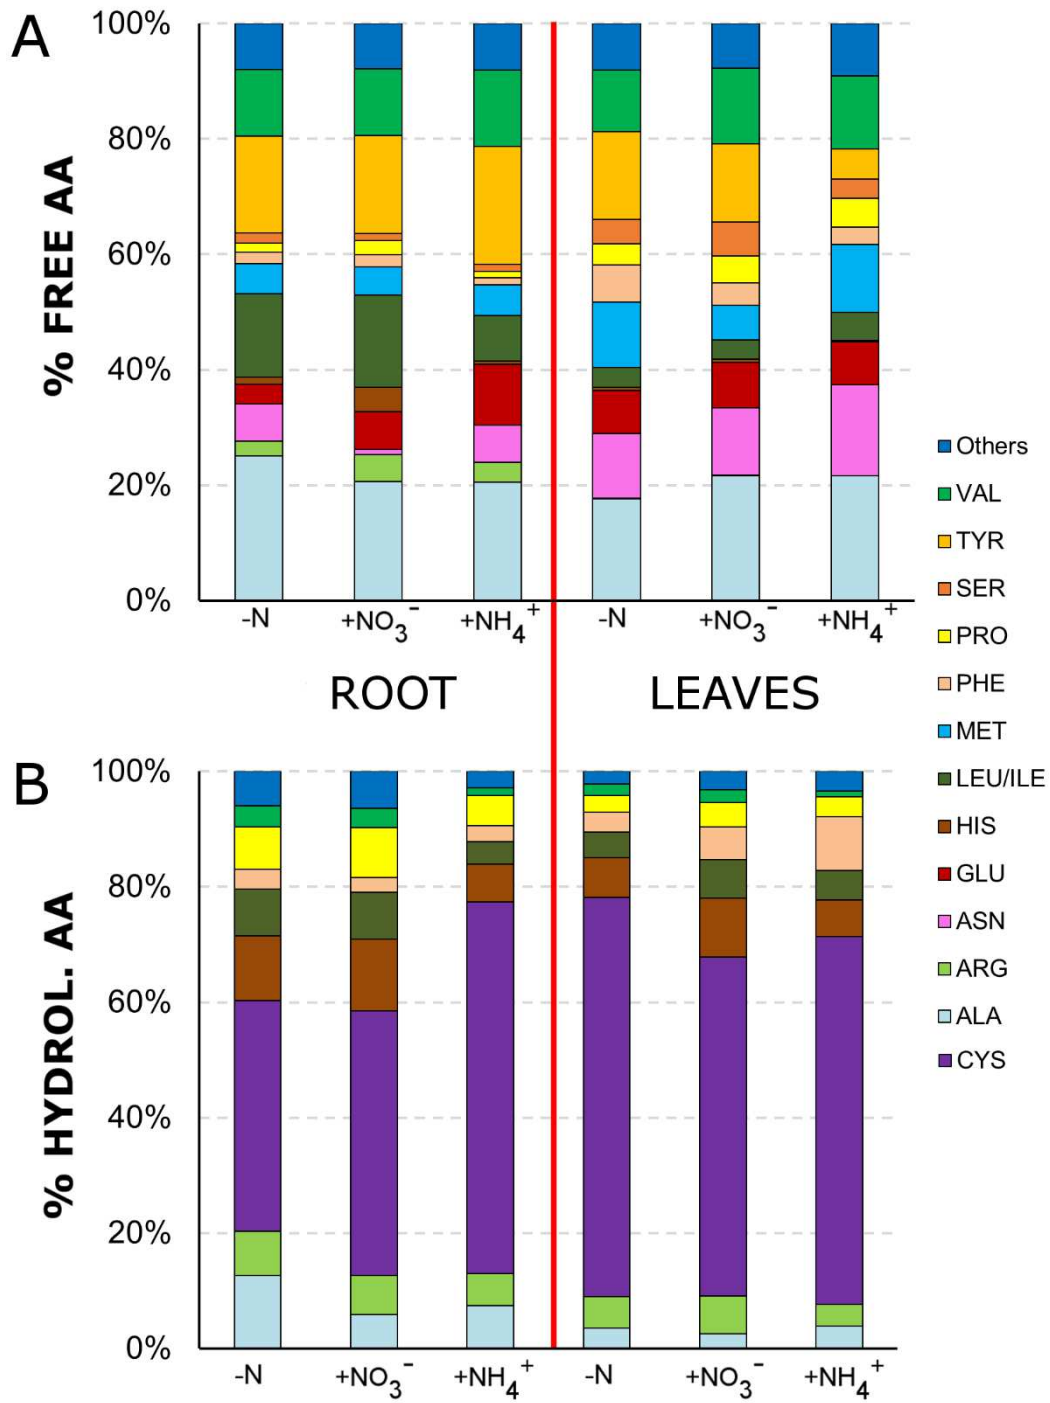 A
100%
80%
60%
40%
20%
0%
% FREE AA
-N
+NO3-
+NH4+
-N
+NO3-
+NH4+
ROOT
LEAVES
Others
VAL
TYR
SER
PRO
PHE
MET
LEU/ILE
HIS
GLU
ASN
ARG
ALA
CYS
B
100%
80%
60%
40%
20%
0%
% HYDROL. AA
-N
+NO3-
+NH4+
-N
+NO3-
+NH4+